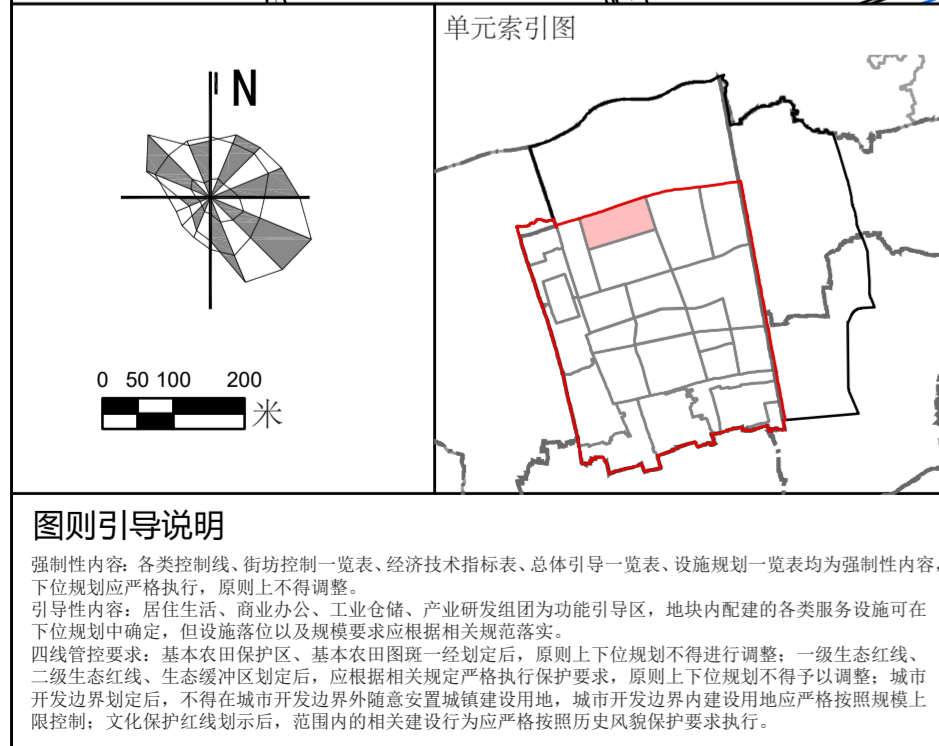 单元索引图
N
0 50 100 200
米
图则引导说明
强制性内容：各类控制线、街坊控制一览表、经济技术指标表、总体引导一览表、设施规划一览表均为强制性内容，
下位规划应严格执行，原则上不得调整。
引导性内容：居住生活、商业办公、工业仓储、产业研发组团为功能引导区，地块内配建的各类服务设施可在
下位规划中确定，但设施落位以及规模要求应根据相关规范落实。
四线管控要求：基本农田保护区、基本农田图斑一经划定后，原则上下位规划不得进行调整；一级生态红线、
二级生态红线、生态缓冲区划定后，应根据相关规定严格执行保护要求，原则上下位规划不得予以调整；城市
开发边界划定后，不得在城市开发边界外随意安置城镇建设用地，城市开发边界内建设用地应严格按照规模上
限控制；文化保护红线划示后，范围内的相关建设行为应严格按照历史风貌保护要求执行。